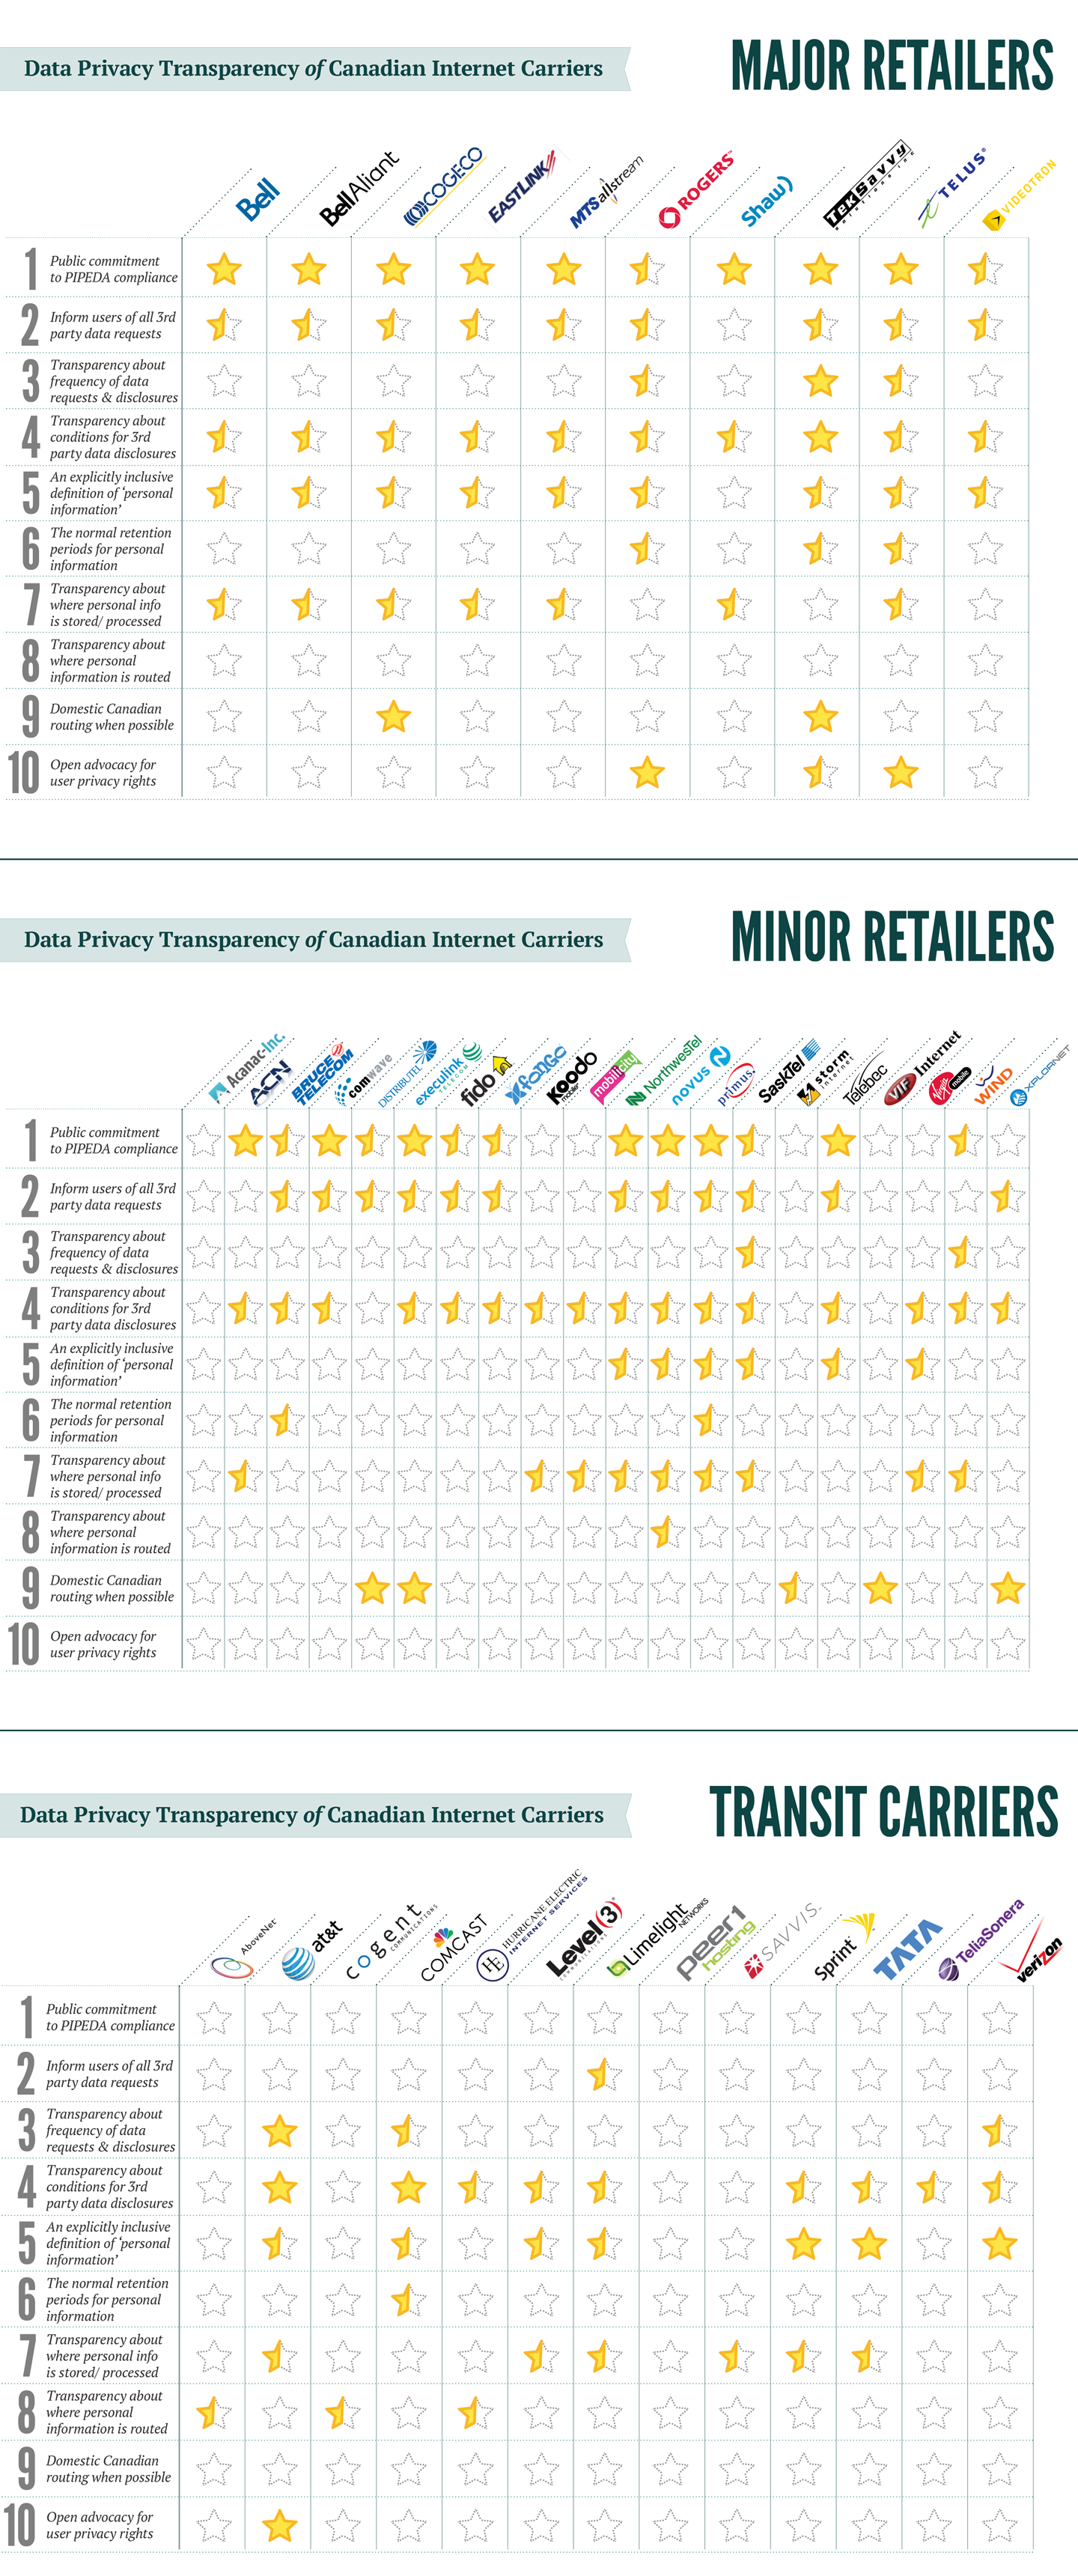 Data Privacy Transparency of Canadian Internet Carriers
MAJOR RETAILERS
Bell
BellAliant
COGECO
EASTLINK
MTSallstream
ROGERS™
Shaw)
TekSavvy
TELUS®
VIDEOTRON
1 Public commitment
to PIPEDA compliance
2 Inform users of all 3rd
party data requests
3 Transparency about
frequency of data
requests & disclosures
4 Transparency about
conditions for 3rd
party data disclosures
5 An explicitly inclusive
definition of ‘personal
information’
6 The normal retention
periods for personal
information
7 Transparency about
where personal info
is stored/ processed
8 Transparency about
where personal
information is routed
9 Domestic Canadian
routing when possible
10 Open advocacy for
user privacy rights
Data Privacy Transparency of Canadian Internet Carriers
MINOR RETAILERS
Acanac-Inc.
ACN
BRUCE
TELECOM
comwave
DISTRIBUTEL
execulink
TELECOM
fido
fongo
Koodo
mobile
mobilicity
NorthwesTel
novus
primus
SaskTel
storm
internet
Telebec
VIF Internet
Virgin mobile
WIND
XPLORNET
1 Public commitment
to PIPEDA compliance
2 Inform users of all 3rd
party data requests
3 Transparency about
frequency of data
requests & disclosures
4 Transparency about
conditions for 3rd
party data disclosures
5 An explicitly inclusive
definition of ‘personal
information’
6 The normal retention
periods for personal
information
7 Transparency about
where personal info
is stored/ processed
8 Transparency about
where personal
information is routed
9 Domestic Canadian
routing when possible
10 Open advocacy for
user privacy rights
Data Privacy Transparency of Canadian Internet Carriers
TRANSIT CARRIERS
AboveNet
at&t
cogent
COMMUNICATIONS
COMCAST
HE
HURRICANE ELECTRIC
INTERNET SERVICES
Level(3)
Limelight
NETWORKS
peer1
hosting
SAVVIS.
Sprint
TATA
TeliaSonera
verizon
1 Public commitment
to PIPEDA compliance
2 Inform users of all 3rd
party data requests
3 Transparency about
frequency of data
requests & disclosures
4 Transparency about
conditions for 3rd
party data disclosures
5 An explicitly inclusive
definition of ‘personal
information’
6 The normal retention
periods for personal
information
7 Transparency about
where personal info
is stored/ processed
8 Transparency about
where personal
information is routed
9 Domestic Canadian
routing when possible
10 Open advocacy for
user privacy rights